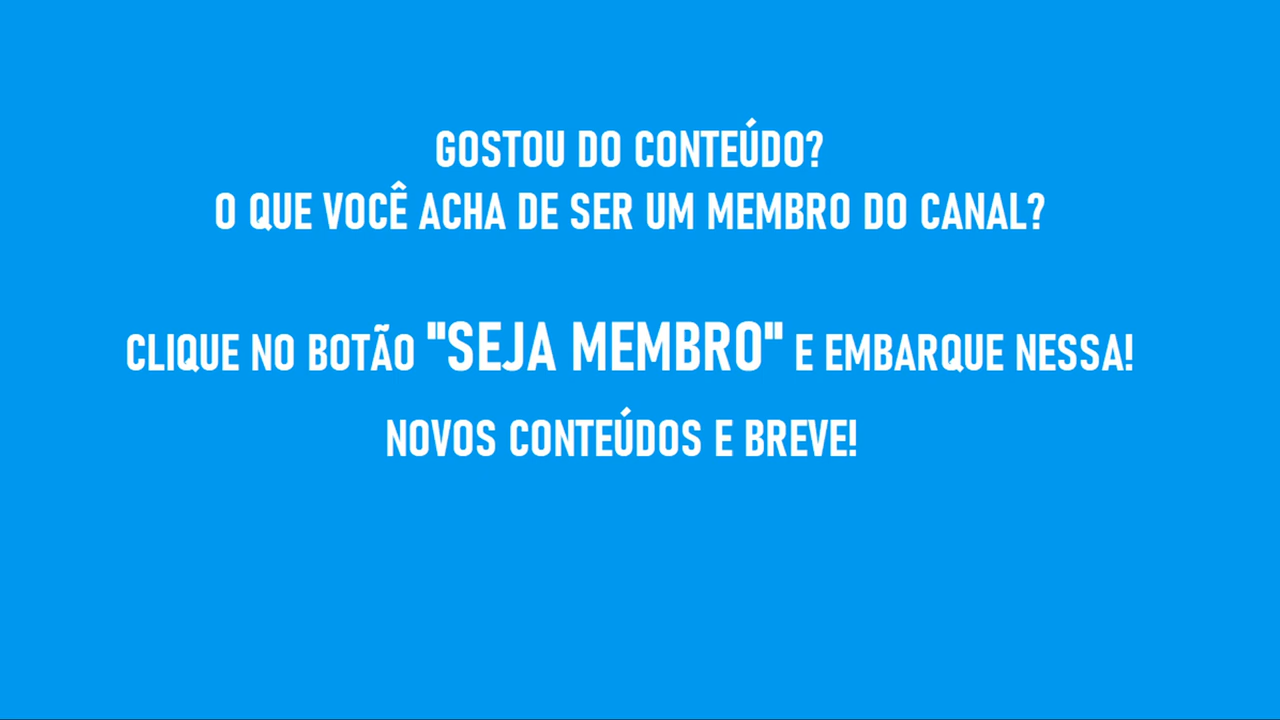 GOSTOU DO CONTEÚDO?
O QUE VOCÊ ACHA DE SER UM MEMBRO DO CANAL?
CLIQUE NO BOTÃO "SEJA MEMBRO" E EMBARQUE NESSA!
NOVOS CONTEÚDOS E BREVE!